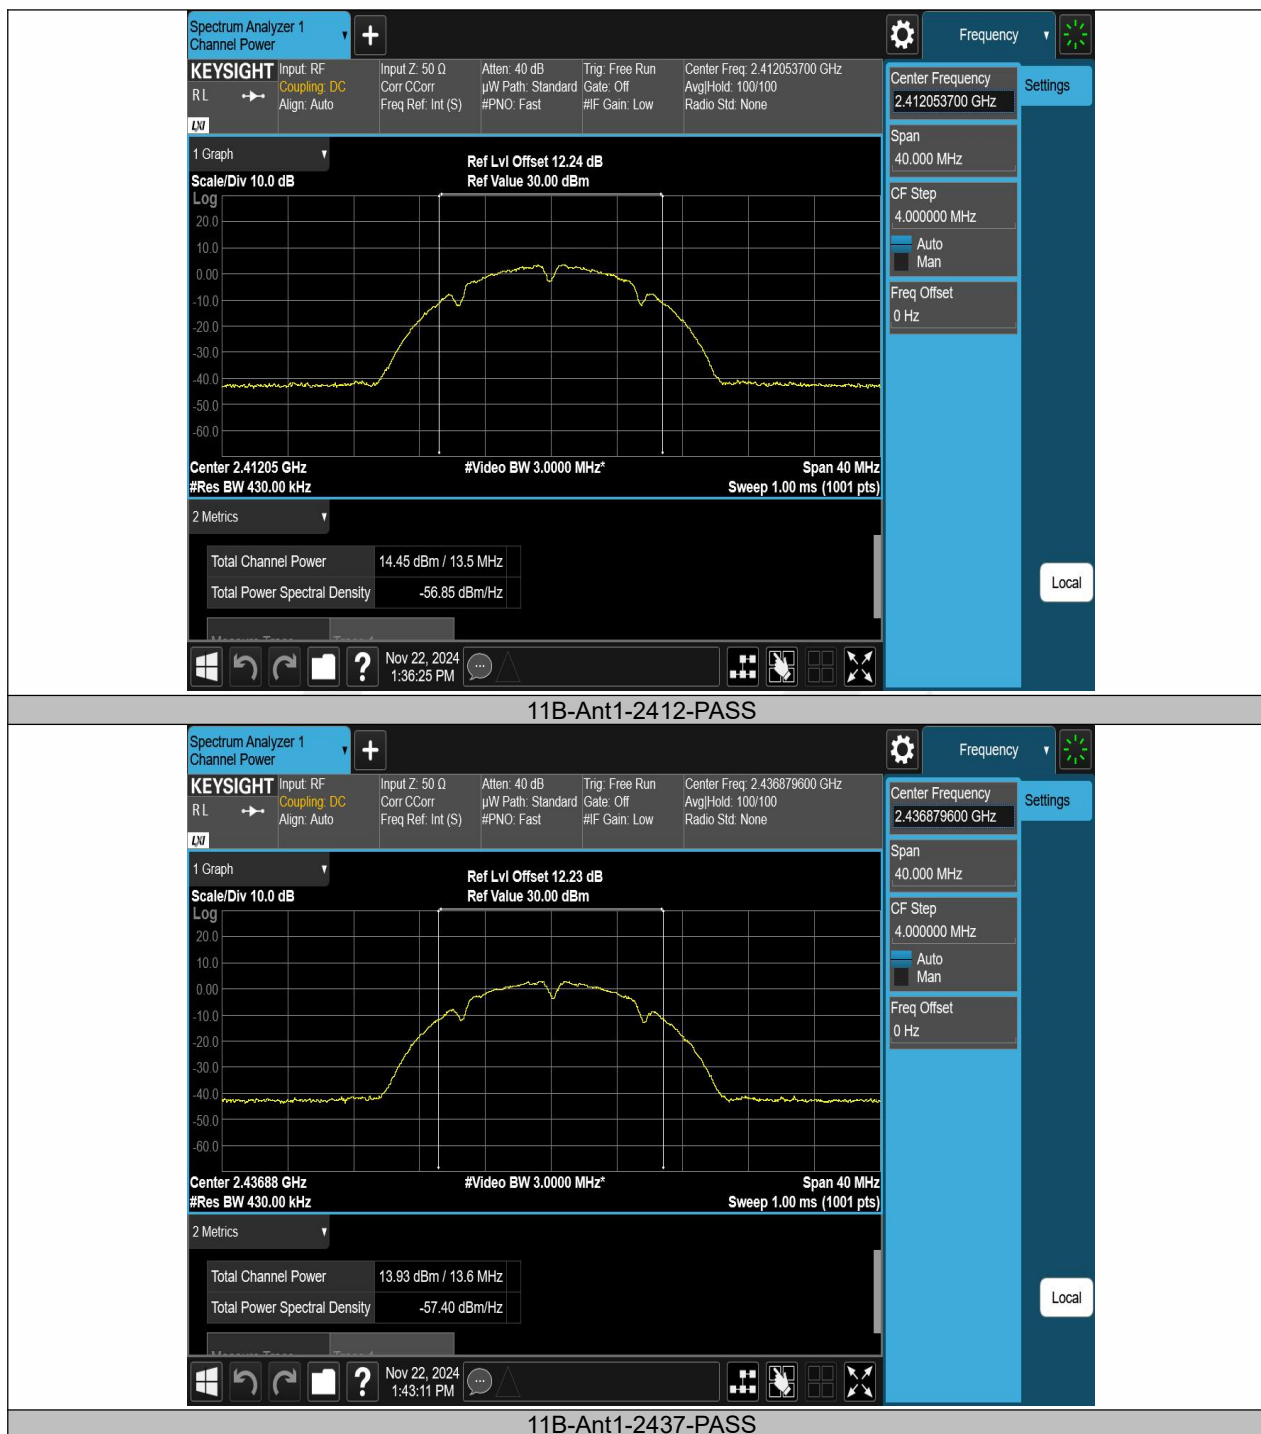 Spectrum Analyzer 1
Channel Power
Frequency
KEYSIGHT
R L
LXI
Input: RF
Coupling: DC
Align: Auto
Input Z: 50 Ω
Corr CCorr
Freq Ref: Int (S)
Atten: 40 dB
µW Path: Standard
#PNO: Fast
Trig: Free Run
Gate: Off
#IF Gain: Low
Center Freq: 2.412053700 GHz
Avg|Hold: 100/100
Radio Std: None
Center Frequency
2.412053700 GHz
Settings
Span
40.000 MHz
CF Step
4.000000 MHz
Auto
Man
Freq Offset
0 Hz
Local
1 Graph
Scale/Div 10.0 dB
Ref Lvl Offset 12.24 dB
Ref Value 30.00 dBm
Log
20.0
10.0
0.00
-10.0
-20.0
-30.0
-40.0
-50.0
-60.0
Center 2.41205 GHz
#Video BW 3.0000 MHz*
Span 40 MHz
#Res BW 430.00 kHz
Sweep 1.00 ms (1001 pts)
2 Metrics
Total Channel Power 14.45 dBm / 13.5 MHz
Total Power Spectral Density -56.85 dBm/Hz
?
Nov 22, 2024
1:36:25 PM
11B-Ant1-2412-PASS
Spectrum Analyzer 1
Channel Power
Frequency
KEYSIGHT
R L
LXI
Input: RF
Coupling: DC
Align: Auto
Input Z: 50 Ω
Corr CCorr
Freq Ref: Int (S)
Atten: 40 dB
µW Path: Standard
#PNO: Fast
Trig: Free Run
Gate: Off
#IF Gain: Low
Center Freq: 2.436879600 GHz
Avg|Hold: 100/100
Radio Std: None
Center Frequency
2.436879600 GHz
Settings
Span
40.000 MHz
CF Step
4.000000 MHz
Auto
Man
Freq Offset
0 Hz
Local
1 Graph
Scale/Div 10.0 dB
Ref Lvl Offset 12.23 dB
Ref Value 30.00 dBm
Log
20.0
10.0
0.00
-10.0
-20.0
-30.0
-40.0
-50.0
-60.0
Center 2.43688 GHz
#Video BW 3.0000 MHz*
Span 40 MHz
#Res BW 430.00 kHz
Sweep 1.00 ms (1001 pts)
2 Metrics
Total Channel Power 13.93 dBm / 13.6 MHz
Total Power Spectral Density -57.40 dBm/Hz
?
Nov 22, 2024
1:43:11 PM
11B-Ant1-2437-PASS